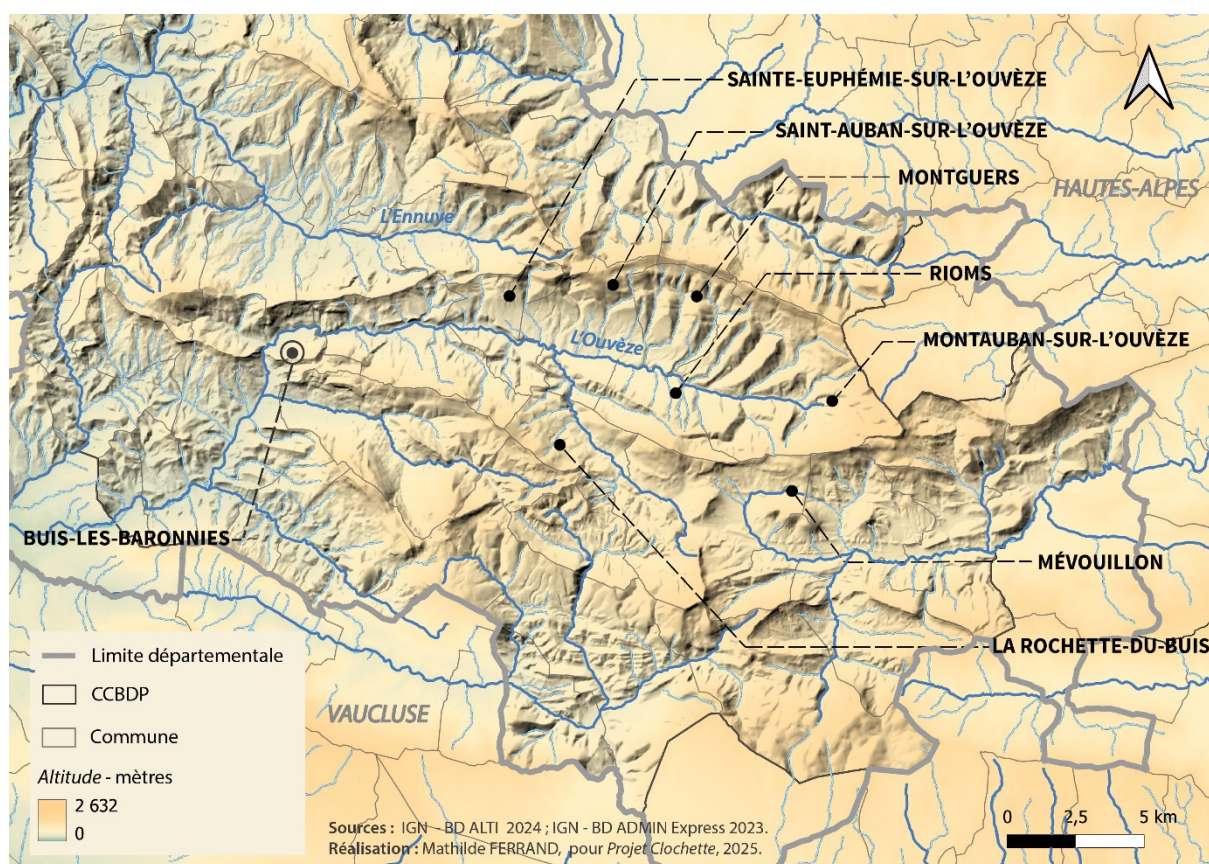 SAINTE-EUPHÉMIE-SUR-L'OUVÈZE
SAINT-AUBAN-SUR-L'OUVÈZE
MONTGUERS
HAUTES-ALPES
L'Ennuye
RIOMS
L'Ouvèze
MONTAUBAN-SUR-L'OUVÈZE
BUIS-LES-BARONNIES
MÉVOUILLON
LA ROCHETTE-DU-BUIS
VAUCLUSE
Limite départementale
CCBDP
Commune
Altitude - mètres
2 632
0
Sources : IGN - BD ALTI 2024 ; IGN - BD ADMIN Express 2023.
Réalisation : Mathilde FERRAND, pour Projet Clochette, 2025.
0 2,5 5 km